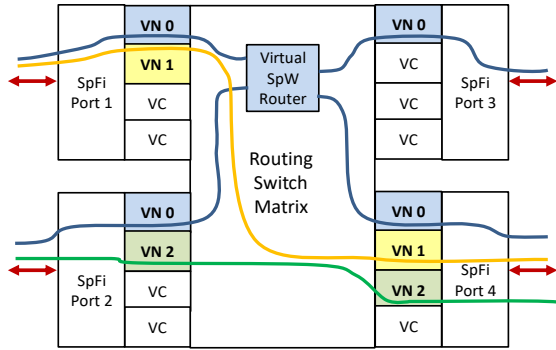 VN 0
VN 1
SpFi
Port 1
VC
VC
Virtual
SpW
Router
VN 0
VC
VC
VC
SpFi
Port 3
Routing
Switch
Matrix
VN 0
VN 2
SpFi
Port 2
VC
VC
VN 0
VN 1
VN 2
VC
SpFi
Port 4